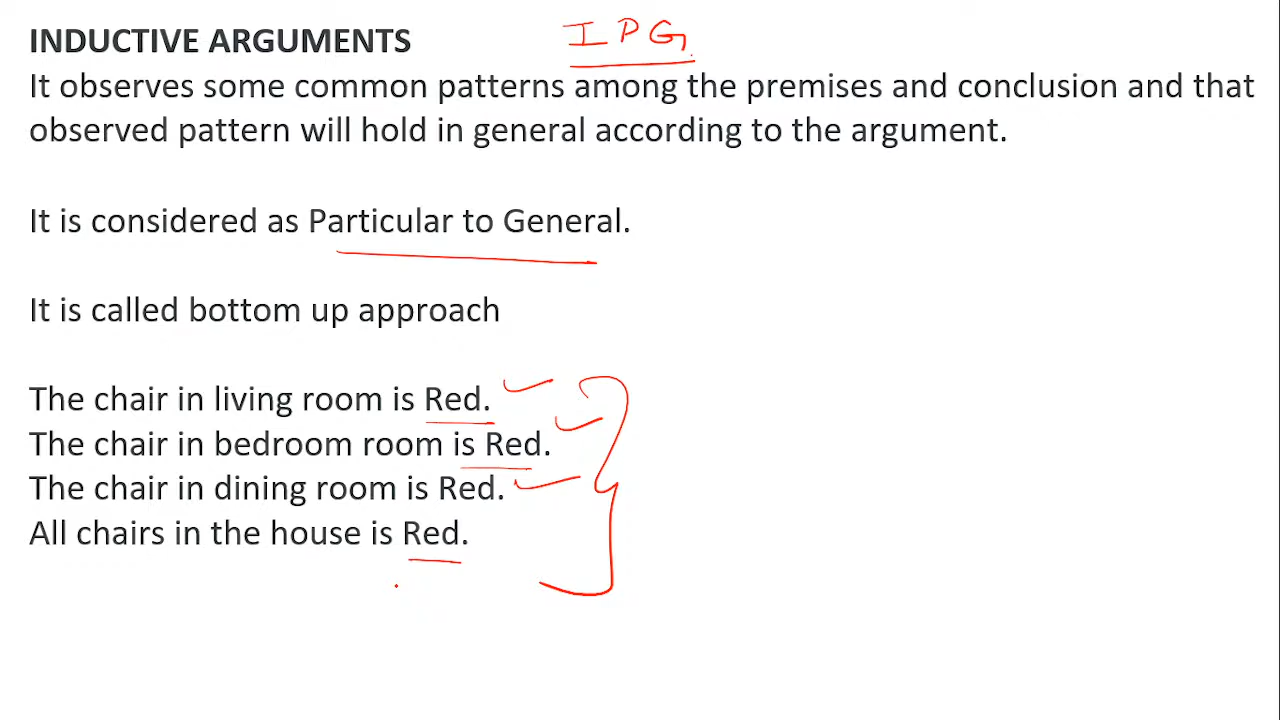 INDUCTIVE ARGUMENTS
I P G
It observes some common patterns among the premises and conclusion and that
observed pattern will hold in general according to the argument.
It is considered as Particular to General.
It is called bottom up approach
The chair in living room is Red.
The chair in bedroom room is Red.
The chair in dining room is Red.
All chairs in the house is Red.